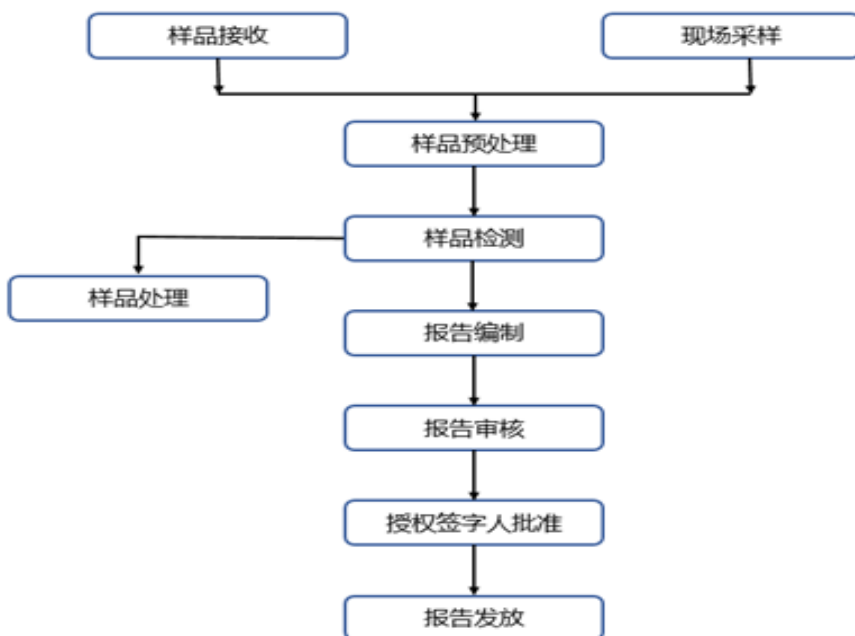 样品接收
现场采样
样品预处理
样品检测
样品处理
报告编制
报告审核
授权签字人批准
报告发放